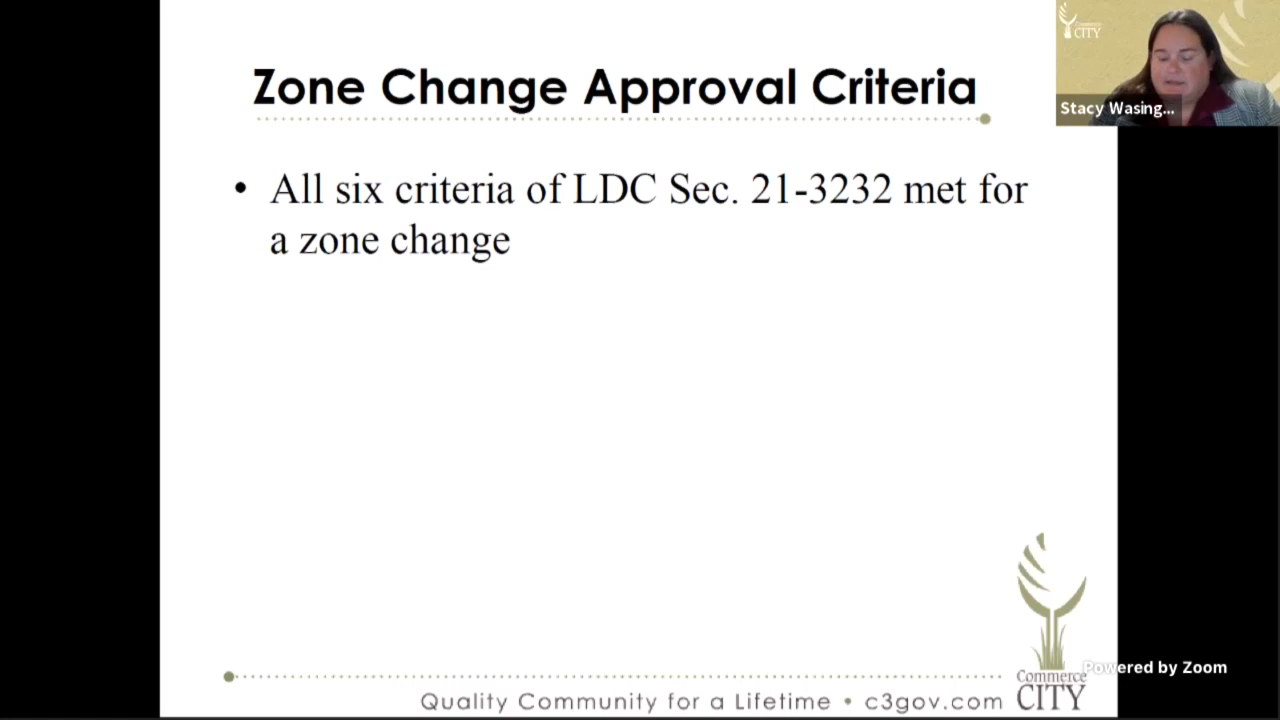 Zone Change Approval Criteria
• All six criteria of LDC Sec. 21-3232 met for
a zone change
CITY
Stacy Wasing...
Powered by Zoom
Commerce
CITY
Quality Community for a Lifetime • c3gov.com